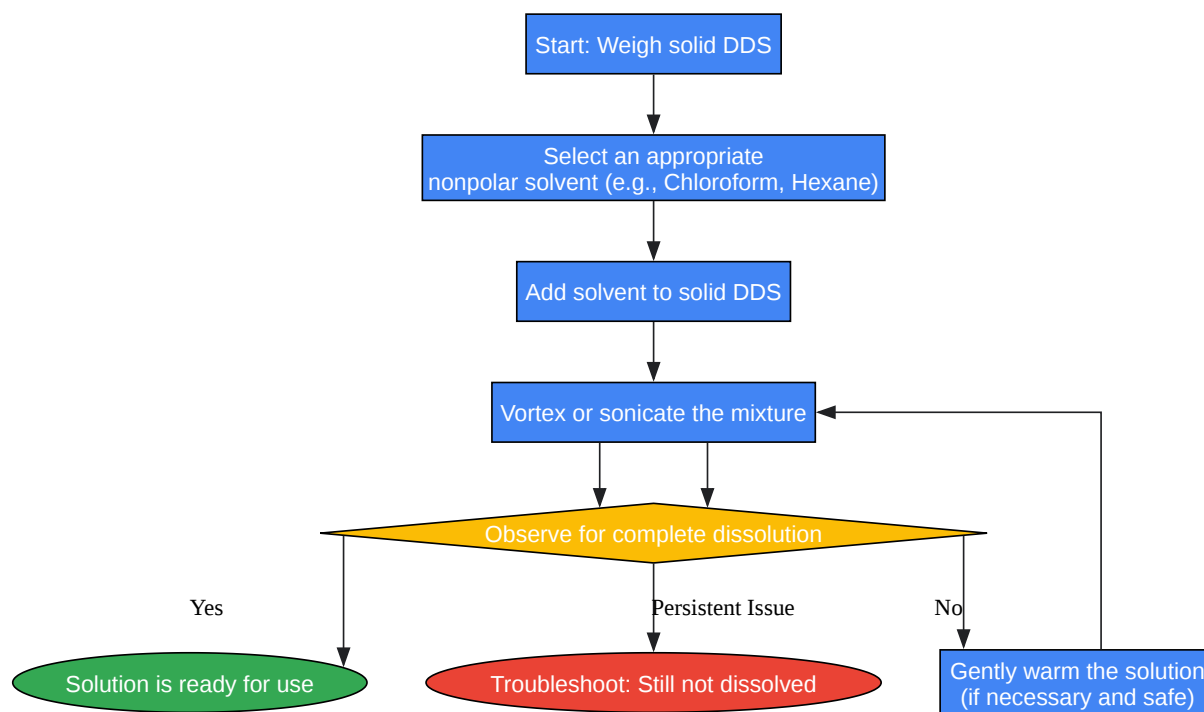 Start: Weigh solid DDS
Select an appropriate
nonpolar solvent (e.g., Chloroform, Hexane)
Add solvent to solid DDS
Vortex or sonicate the mixture
Observe for complete dissolution
Yes
Persistent Issue
No
Solution is ready for use
Troubleshoot: Still not dissolved
Gently warm the solution
(if necessary and safe)